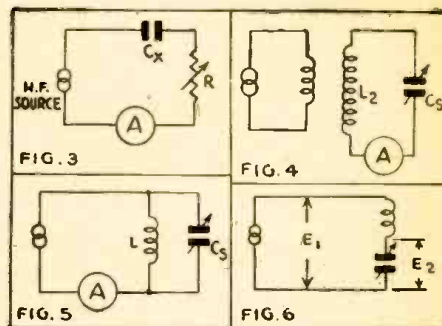 Cx
H.F.
SOURCE
R
A
FIG. 3
L2
Cs
A
FIG. 4
L
Cs
A
FIG. 5
E1
E2
FIG. 6